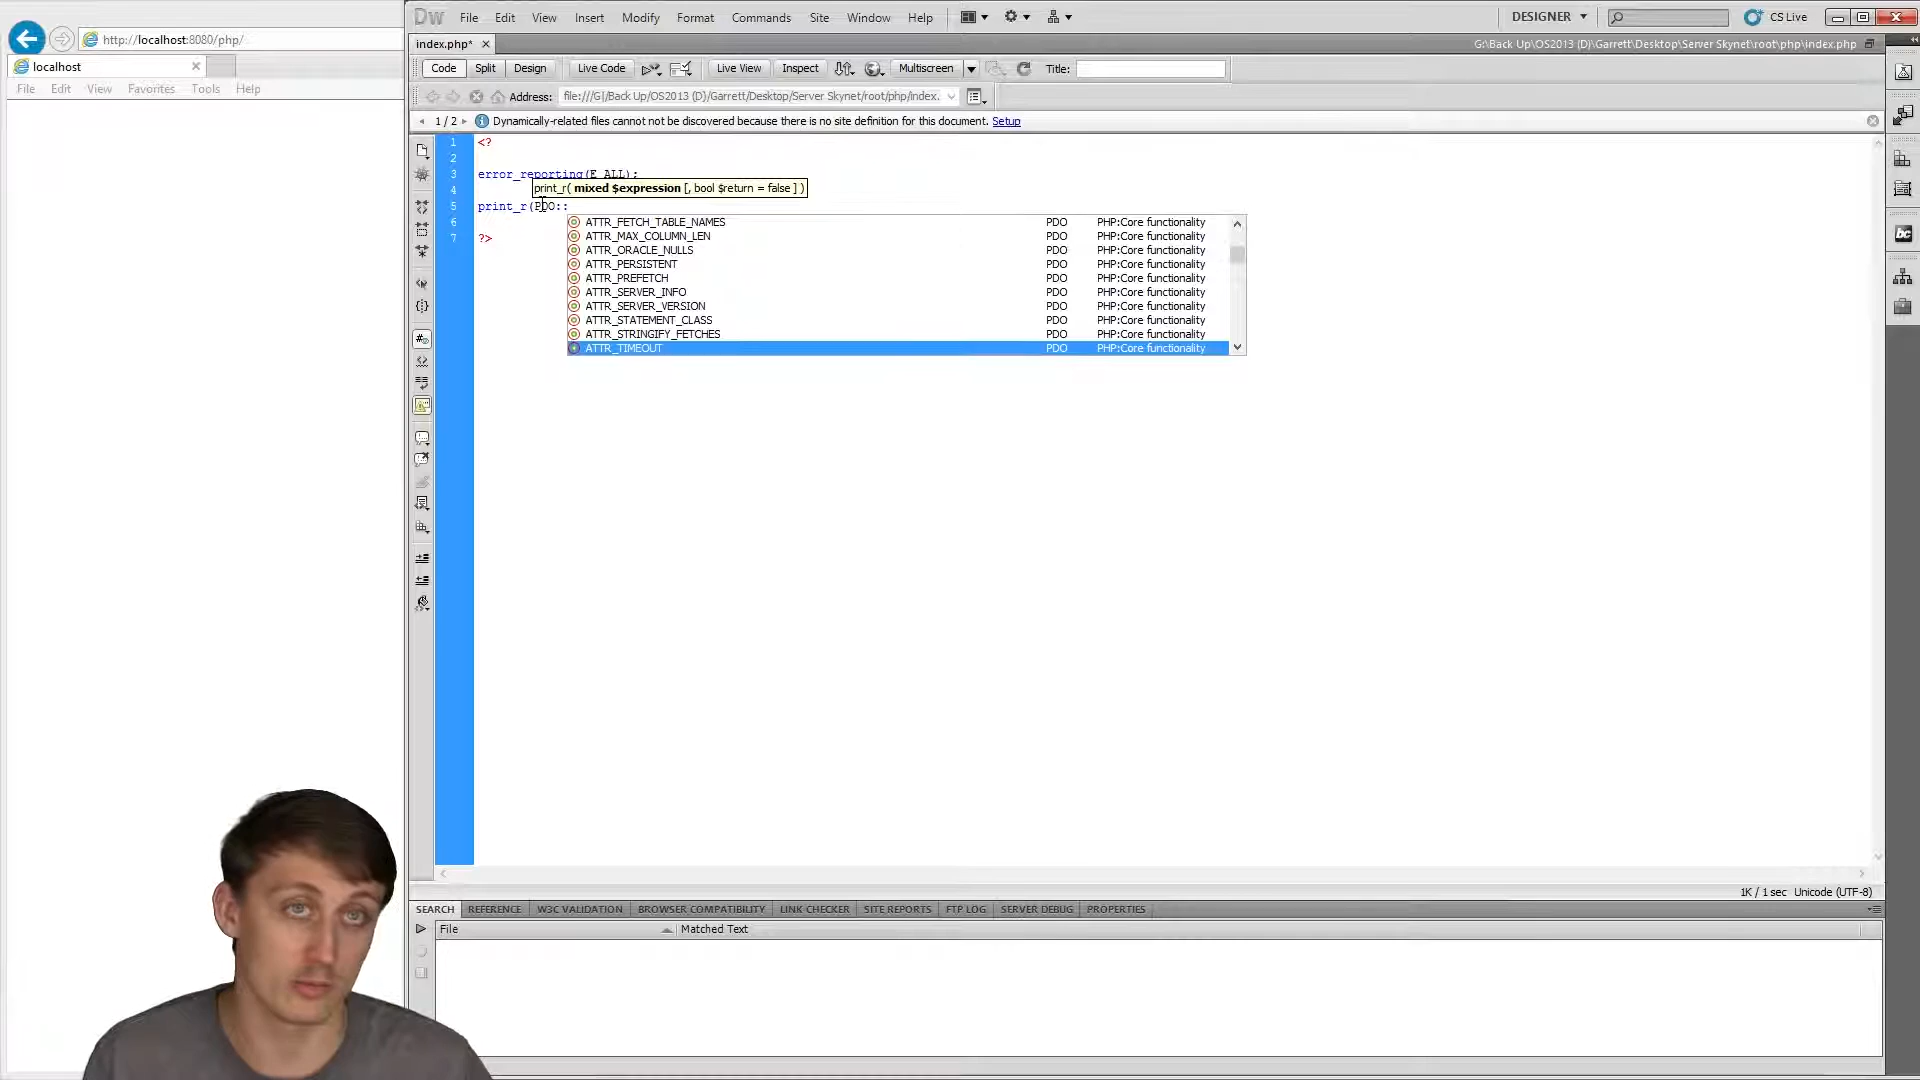 Dw File Edit View Insert Modify Format Commands Site Window Help DESIGNER CS Live
http://localhost:8080/php/
index.php* G:\Back Up\OS2013 (D)\Garrett\Desktop\Server Skynet\root\php\index.php
localhost
Code Split Design Live Code Live View Inspect Multiscreen Title:
File Edit View Favorites Tools Help
Address: file:///G|/Back Up/OS2013 (D)/Garrett/Desktop/Server Skynet/root/php/index.
1 / 2 Dynamically-related files cannot not be discovered because there is no site definition for this document. Setup
1 <?
2
3 error_reporting(E_ALL);
4 print_r( mixed $expression [, bool $return = false ] )
5 print_r(PDO::
6 ATTR_FETCH_TABLE_NAMES PDO PHP:Core functionality
7 ?> ATTR_MAX_COLUMN_LEN PDO PHP:Core functionality
ATTR_ORACLE_NULLS PDO PHP:Core functionality
ATTR_PERSISTENT PDO PHP:Core functionality
ATTR_PREFETCH PDO PHP:Core functionality
ATTR_SERVER_INFO PDO PHP:Core functionality
ATTR_SERVER_VERSION PDO PHP:Core functionality
ATTR_STATEMENT_CLASS PDO PHP:Core functionality
ATTR_STRINGIFY_FETCHES PDO PHP:Core functionality
ATTR_TIMEOUT PDO PHP:Core functionality
1K / 1 sec Unicode (UTF-8)
SEARCH REFERENCE W3C VALIDATION BROWSER COMPATIBILITY LINK CHECKER SITE REPORTS FTP LOG SERVER DEBUG PROPERTIES
File Matched Text